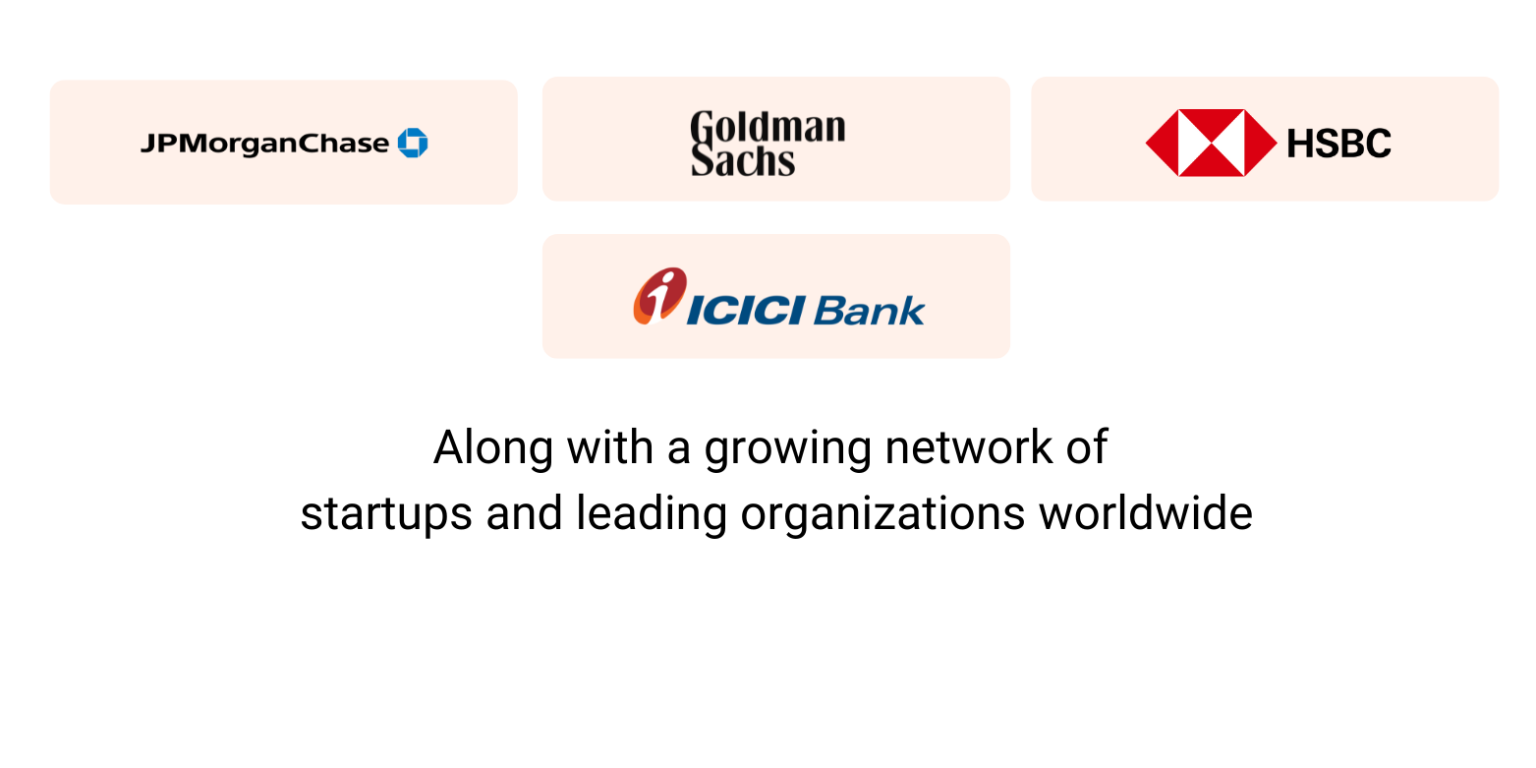 JPMorganChase
Goldman
Sachs
HSBC
i ICICI Bank
Along with a growing network of
startups and leading organizations worldwide